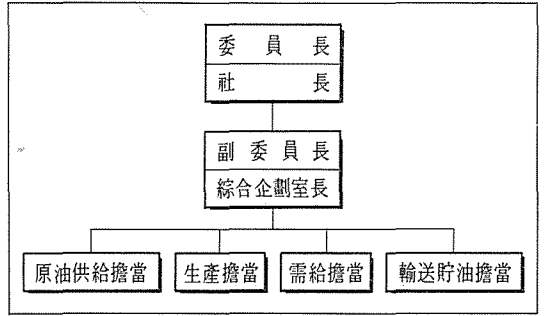 委員長
社長
副委員長
綜合企劃室長
原油供給擔當
生產擔當
需給擔當
輸送貯油擔當